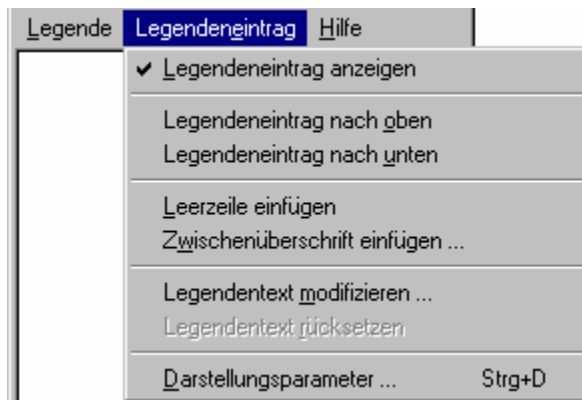 Legende Legendeneintrag Hilfe
Legendeneintrag anzeigen
Legendeneintrag nach oben
Legendeneintrag nach unten
Leerzeile einfügen
Zwischenüberschrift einfügen ...
Legendentext modifizieren ...
Legendentext rücksetzen
Darstellungsparameter ... Strg+D